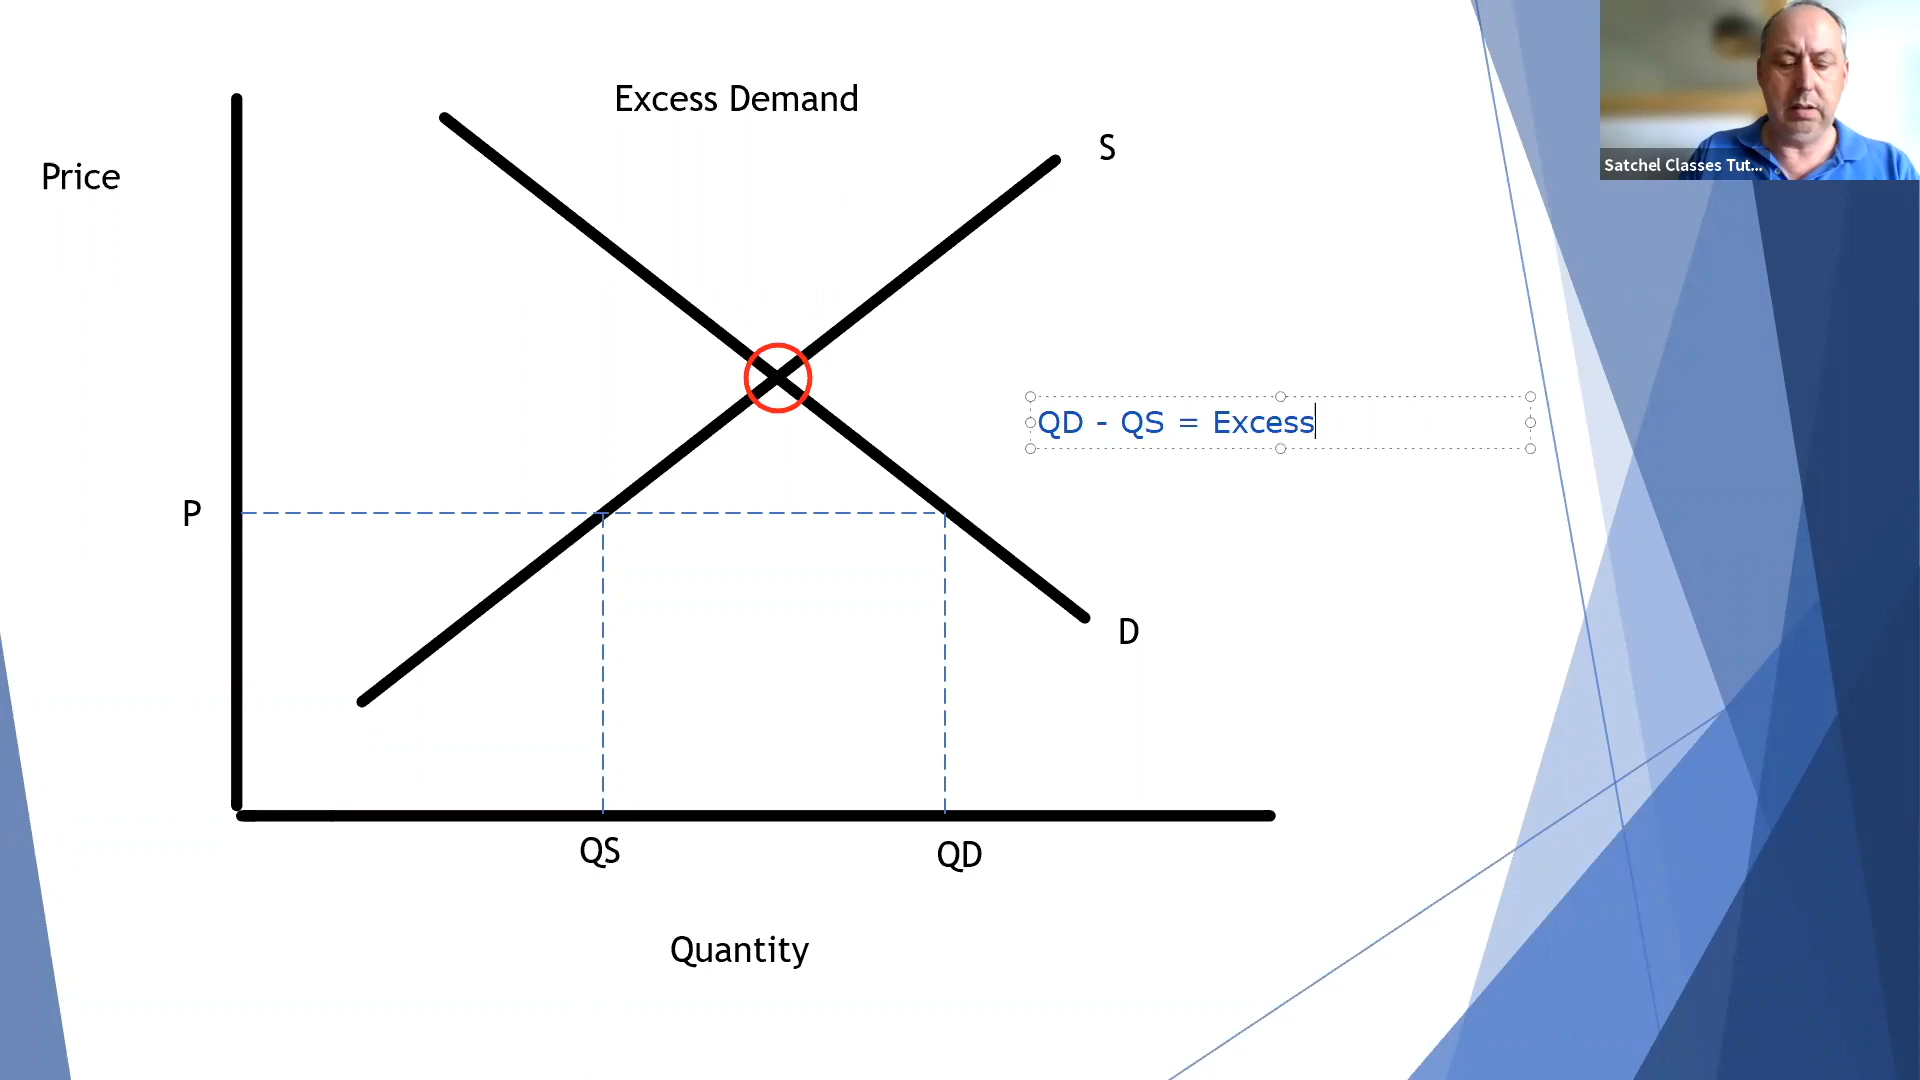 Excess Demand
S
Price
Satchel Classes Tut...
QD - QS = Excess
P
D
QS
QD
Quantity